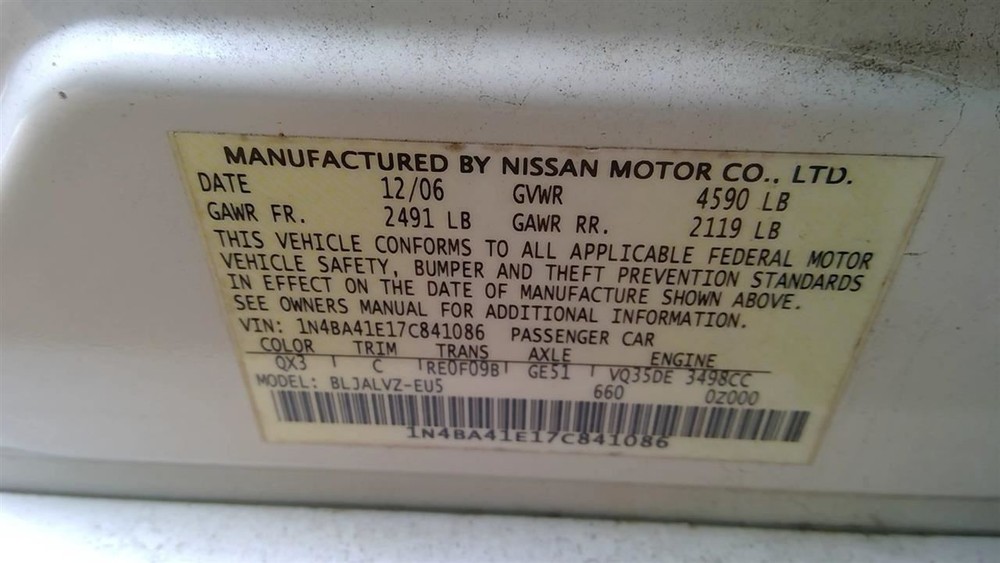 MANUFACTURED BY NISSAN MOTOR CO., LTD.
DATE 12/06 GVWR 4590 LB
GAWR FR. 2491 LB GAWR RR. 2119 LB
THIS VEHICLE CONFORMS TO ALL APPLICABLE FEDERAL MOTOR
VEHICLE SAFETY, BUMPER AND THEFT PREVENTION STANDARDS
IN EFFECT ON THE DATE OF MANUFACTURE SHOWN ABOVE.
SEE OWNERS MANUAL FOR ADDITIONAL INFORMATION.
VIN: 1N4BA41E17C841086 PASSENGER CAR
COLOR TRIM TRANS AXLE ENGINE
QX3 C RE0F09B GE51 VQ35DE 3498CC
MODEL: BLJALVZ-EU5 660 0Z000
1N4BA41E17C841086